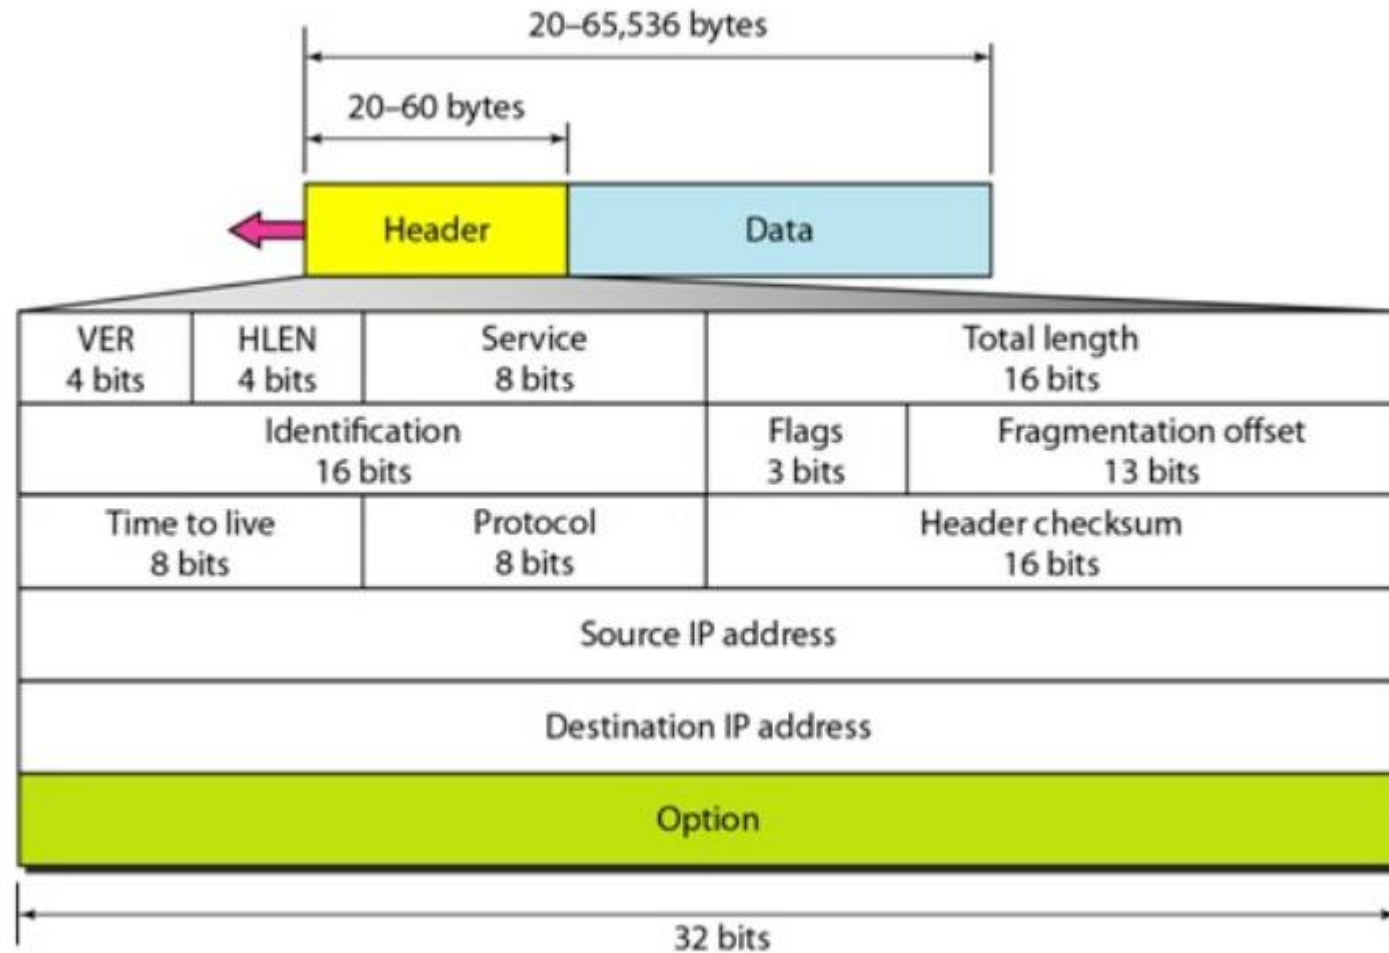 20–65,536 bytes
20–60 bytes
Header
Data
VER
4 bits
HLEN
4 bits
Service
8 bits
Total length
16 bits
Identification
16 bits
Flags
3 bits
Fragmentation offset
13 bits
Time to live
8 bits
Protocol
8 bits
Header checksum
16 bits
Source IP address
Destination IP address
Option
32 bits